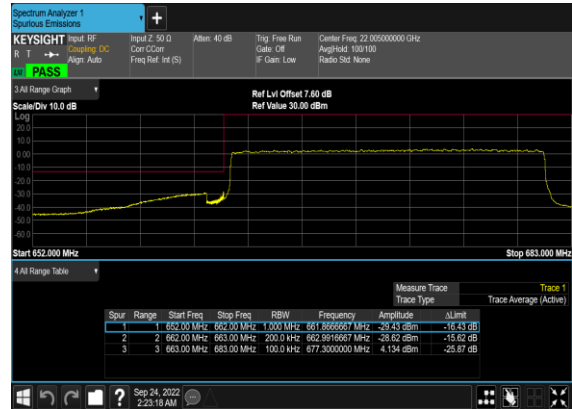 Spectrum Analyzer 1
Spurious Emissions
+
KEYSIGHT Input: RF Input Z: 50 Ω Atten: 40 dB Trig: Free Run Center Freq: 22.005000000 GHz
R T Coupling: DC Corr CCorr Gate: Off Avg|Hold: 100/100
Align: Auto Freq Ref: Int (S) IF Gain: Low Radio Std: None
LW PASS
3 All Range Graph Ref Lvl Offset 7.60 dB
Scale/Div 10.0 dB Ref Value 30.00 dBm
Log
20.0
10.0
0.00
-10.0
-20.0
-30.0
-40.0
-50.0
-60.0
Start 652.000 MHz Stop 683.000 MHz
4 All Range Table
Measure Trace Trace 1
Trace Type Trace Average (Active)
Spur Range Start Freq Stop Freq RBW Frequency Amplitude ΔLimit
1 1 652.00 MHz 662.00 MHz 1.000 MHz 661.8666667 MHz -29.43 dBm -16.43 dB
2 2 662.00 MHz 663.00 MHz 200.0 kHz 662.9916667 MHz -28.62 dBm -15.62 dB
3 3 663.00 MHz 683.00 MHz 100.0 kHz 677.3000000 MHz 4.134 dBm -25.87 dB
? Sep 24, 2022
2:23:18 AM